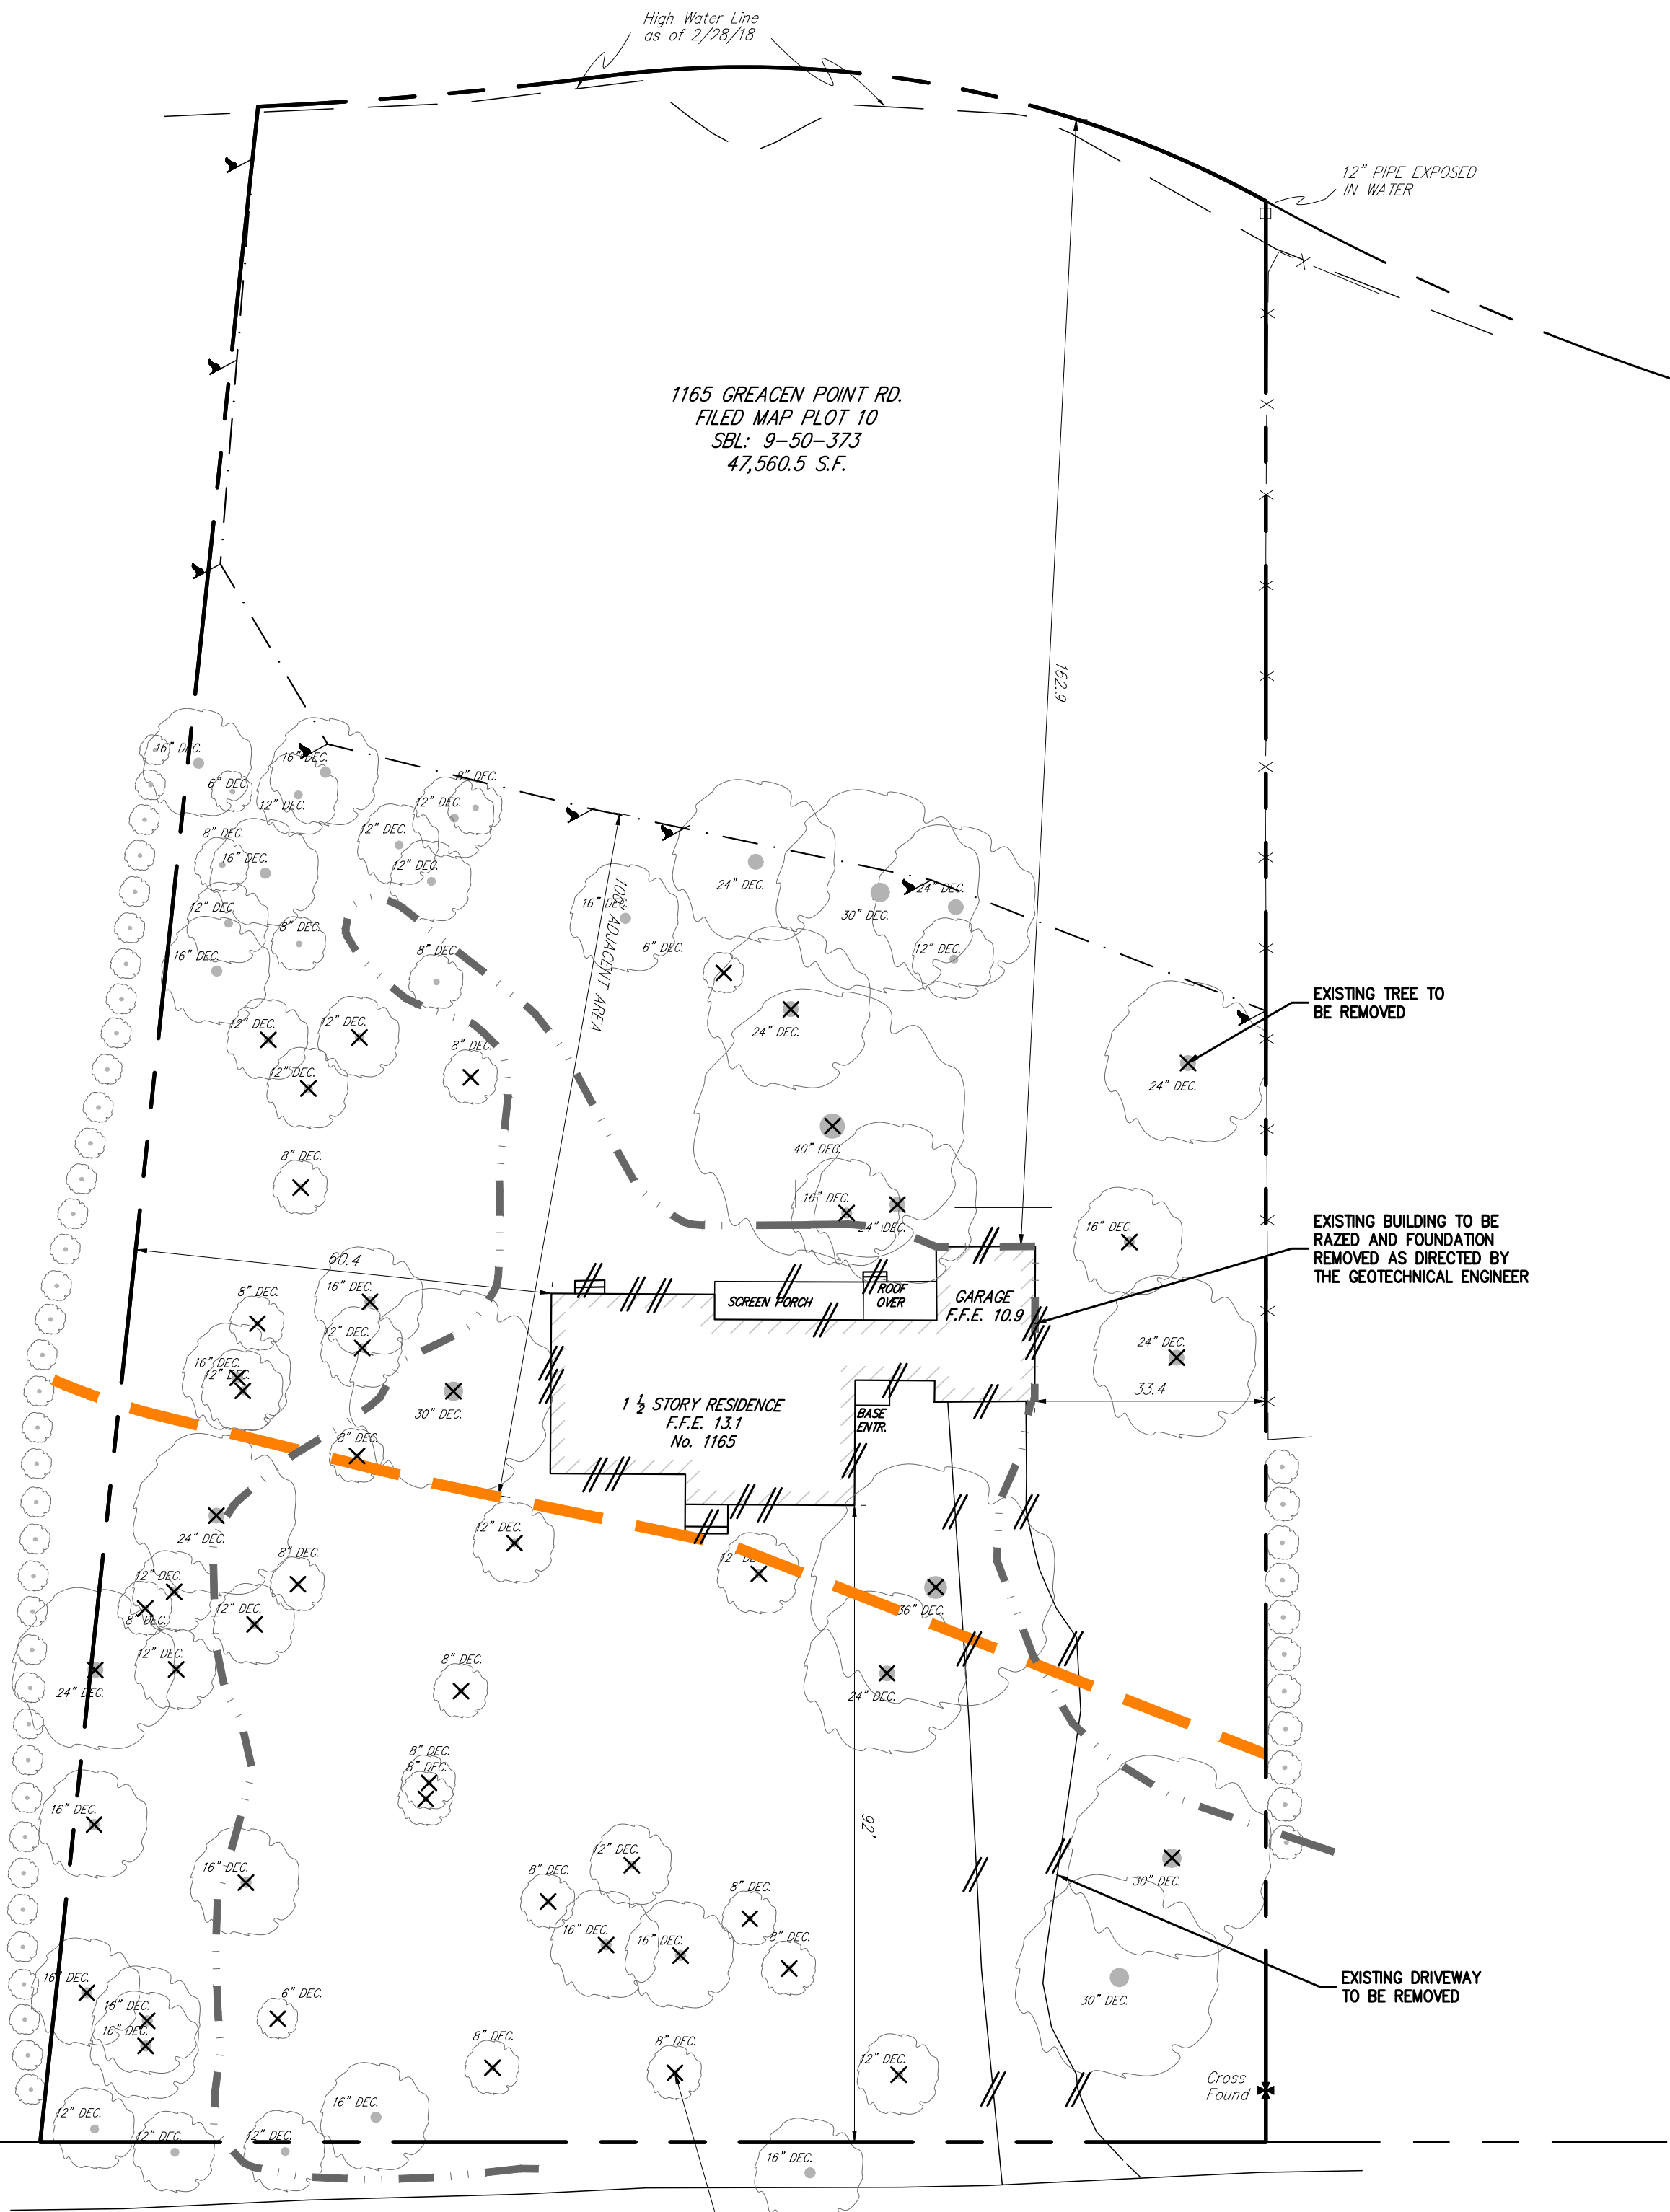 High Water Line
as of 2/28/18
12" PIPE EXPOSED
IN WATER
1165 GREACEN POINT RD.
FILED MAP PLOT 10
SBL: 9-50-373
47,560.5 S.F.
162.9
16" DEC.
16" DEC.
6" DEC.
12" DEC.
8" DEC.
12" DEC.
12" DEC.
8" DEC.
16" DEC.
12" DEC.
24" DEC.
24" DEC.
16" DEC.
30" DEC.
12" DEC.
8" DEC.
100' ADJACENT AREA
6" DEC.
12" DEC.
8" DEC.
16" DEC.
EXISTING TREE TO
BE REMOVED
12" DEC.
12" DEC.
24" DEC.
8" DEC.
12" DEC.
24" DEC.
40" DEC.
8" DEC.
16" DEC.
24" DEC.
16" DEC.
EXISTING BUILDING TO BE
RAZED AND FOUNDATION
REMOVED AS DIRECTED BY
THE GEOTECHNICAL ENGINEER
60.4
16" DEC.
8" DEC.
SCREEN PORCH
ROOF
OVER
GARAGE
F.F.E. 10.9
12" DEC.
24" DEC.
16" DEC.
12" DEC.
33.4
30" DEC.
1 ½ STORY RESIDENCE
F.F.E. 13.1
No. 1165
BASE
ENTR.
8" DEC.
12" DEC.
24" DEC.
8" DEC.
12" DEC.
12" DEC.
36" DEC.
12" DEC.
8" DEC.
12" DEC.
8" DEC.
24" DEC.
24" DEC.
8" DEC.
8" DEC.
16" DEC.
92'
12" DEC.
16" DEC.
8" DEC.
30" DEC.
8" DEC.
16" DEC.
16" DEC.
8" DEC.
16" DEC.
EXISTING DRIVEWAY
TO BE REMOVED
6" DEC.
30" DEC.
16" DEC.
16" DEC.
8" DEC.
8" DEC.
12" DEC.
Cross
Found
16" DEC.
12" DEC.
12" DEC.
12" DEC.
16" DEC.